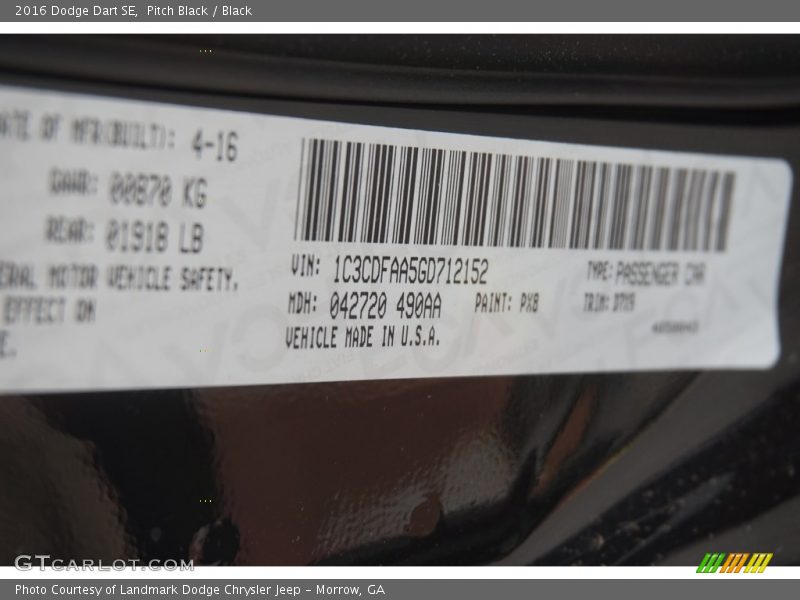 2016 Dodge Dart SE,  Pitch Black / Black
ATE OF MFR(BUILT): 4-16
GAWR: 00870 KG
REAR: 01918 LB
ERAL MOTOR VEHICLE SAFETY,
EFFECT ON
E.
VIN: 1C3CDFAA5GD712152
TYPE: PASSENGER CAR
MDH: 042720 490AA
PAINT: PXB
TRIM:
VEHICLE MADE IN U.S.A.
GTCARLOT.COM
Photo Courtesy of Landmark Dodge Chrysler Jeep – Morrow, GA